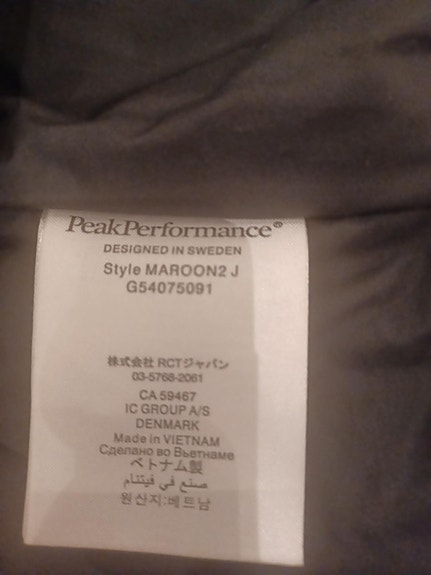 PeakPerformance®
DESIGNED IN SWEDEN
Style MAROON2 J
G54075091
株式会社 RCTジャパン
03-5768-2061
CA 59467
IC GROUP A/S
DENMARK
Made in VIETNAM
Сделано во Вьетнаме
ベトナム製
صنع في فيتنام
원산지:베트남